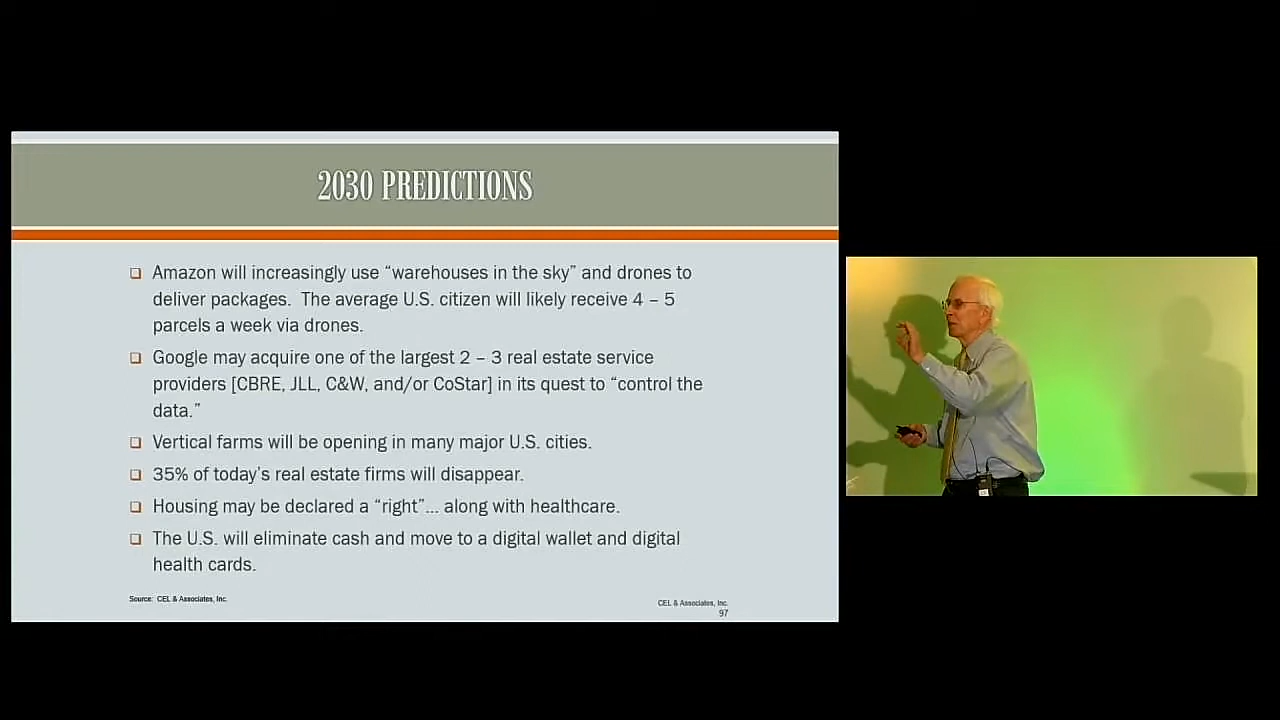 2030 PREDICTIONS
Amazon will increasingly use “warehouses in the sky” and drones to
deliver packages. The average U.S. citizen will likely receive 4 – 5
parcels a week via drones.
Google may acquire one of the largest 2 – 3 real estate service
providers [CBRE, JLL, C&W, and/or CoStar] in its quest to “control the
data.”
Vertical farms will be opening in many major U.S. cities.
35% of today’s real estate firms will disappear.
Housing may be declared a “right”... along with healthcare.
The U.S. will eliminate cash and move to a digital wallet and digital
health cards.
Source: CEL & Associates, Inc.
CEL & Associates, Inc.
97
97